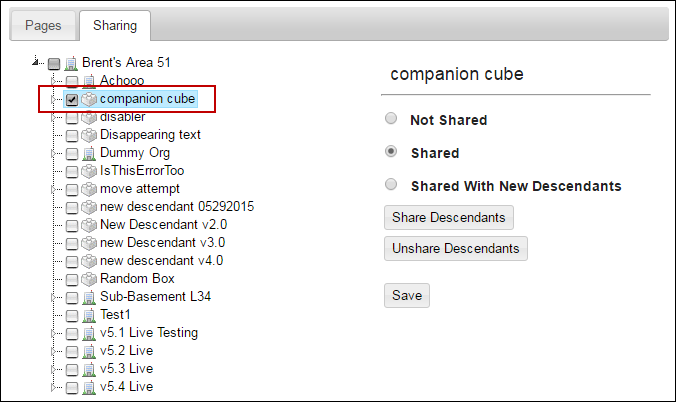 Pages
Sharing
Brent's Area 51
Achooo
companion cube
disabler
Disappearing text
Dummy Org
IsThisErrorToo
move attempt
new descendant 05292015
New Descendant v2.0
new Descendant v3.0
new descendant v4.0
Random Box
Sub-Basement L34
Test1
v5.1 Live Testing
v5.2 Live
v5.3 Live
v5.4 Live
companion cube
Not Shared
Shared
Shared With New Descendants
Share Descendants
Unshare Descendants
Save